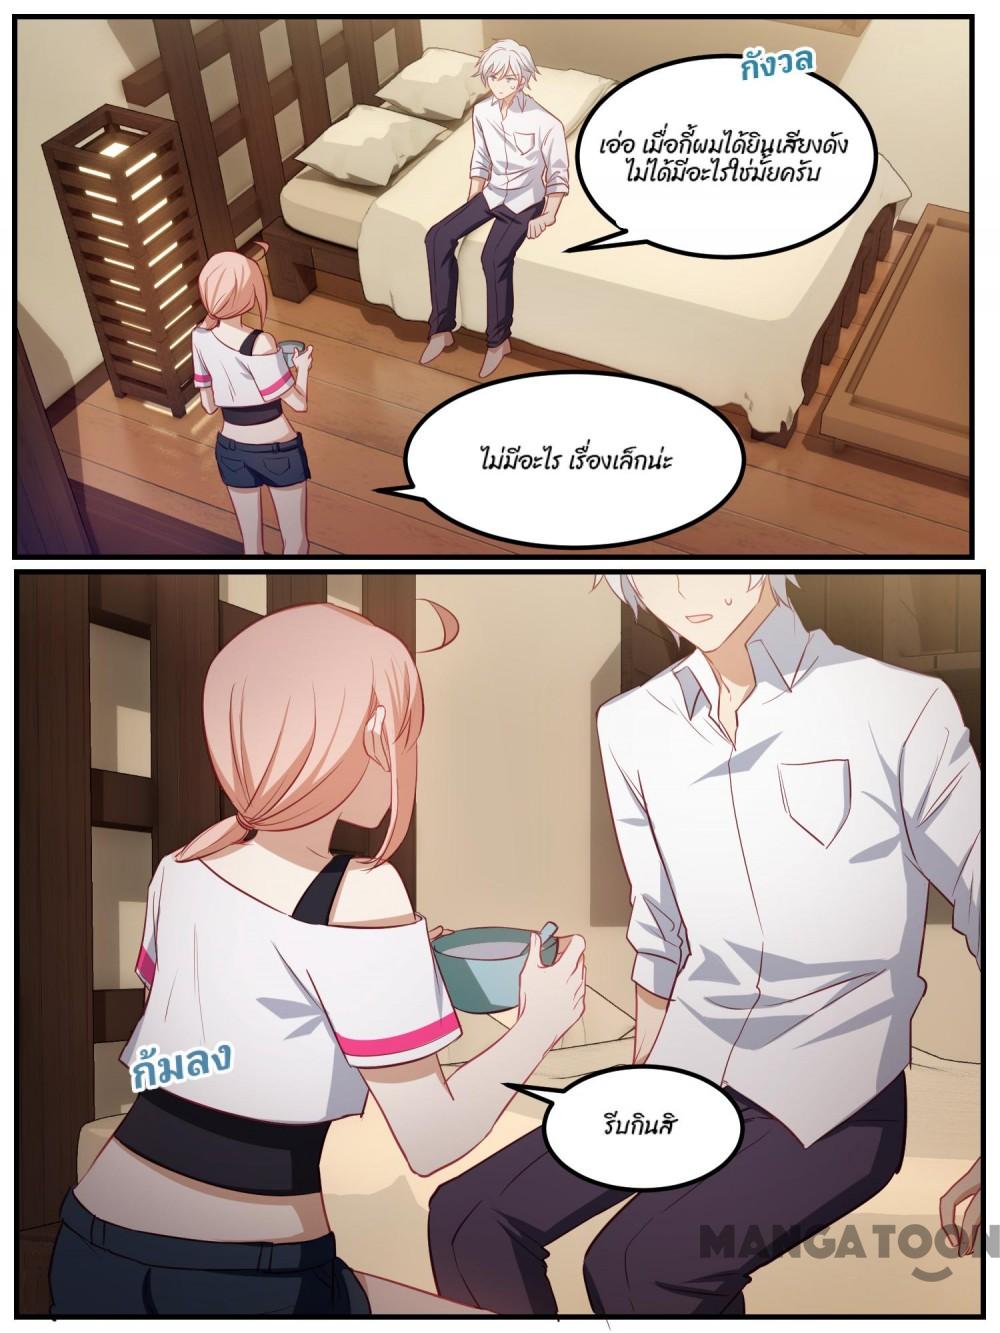 กังวล
เอ่อ เมื่อกี้ผมได้ยินเสียงดัง
ไม่ได้มีอะไรใช่มั้ยครับ
ไม่มีอะไร เรื่องเล็กน่ะ
ก้มลง
รีบกินสิ
MANGATOON